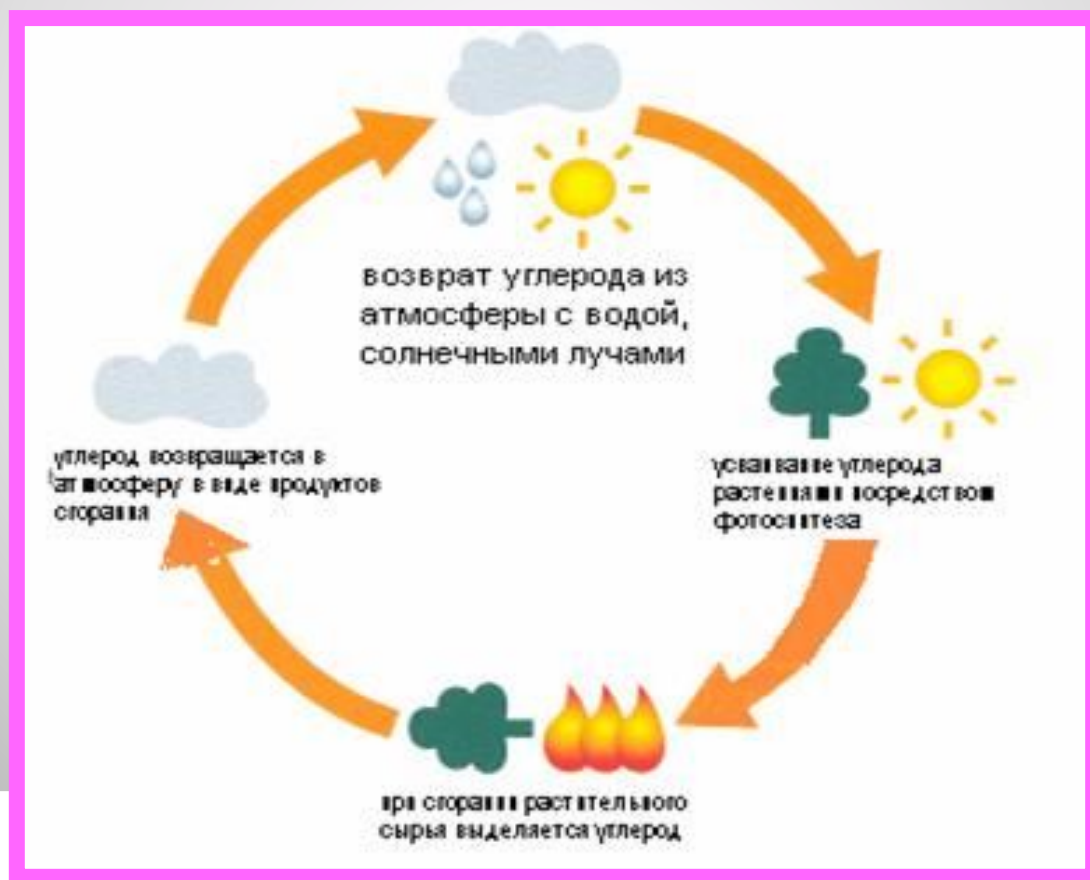 возврат углерода из
атмосферы с водой,
солнечными лучами
углерод возвращается в
атмосферу в виде продуктов
сгорания
усваивание углерода
растениями посредством
фотосинтеза
при сгорании растительного
сырья выделяется углерод